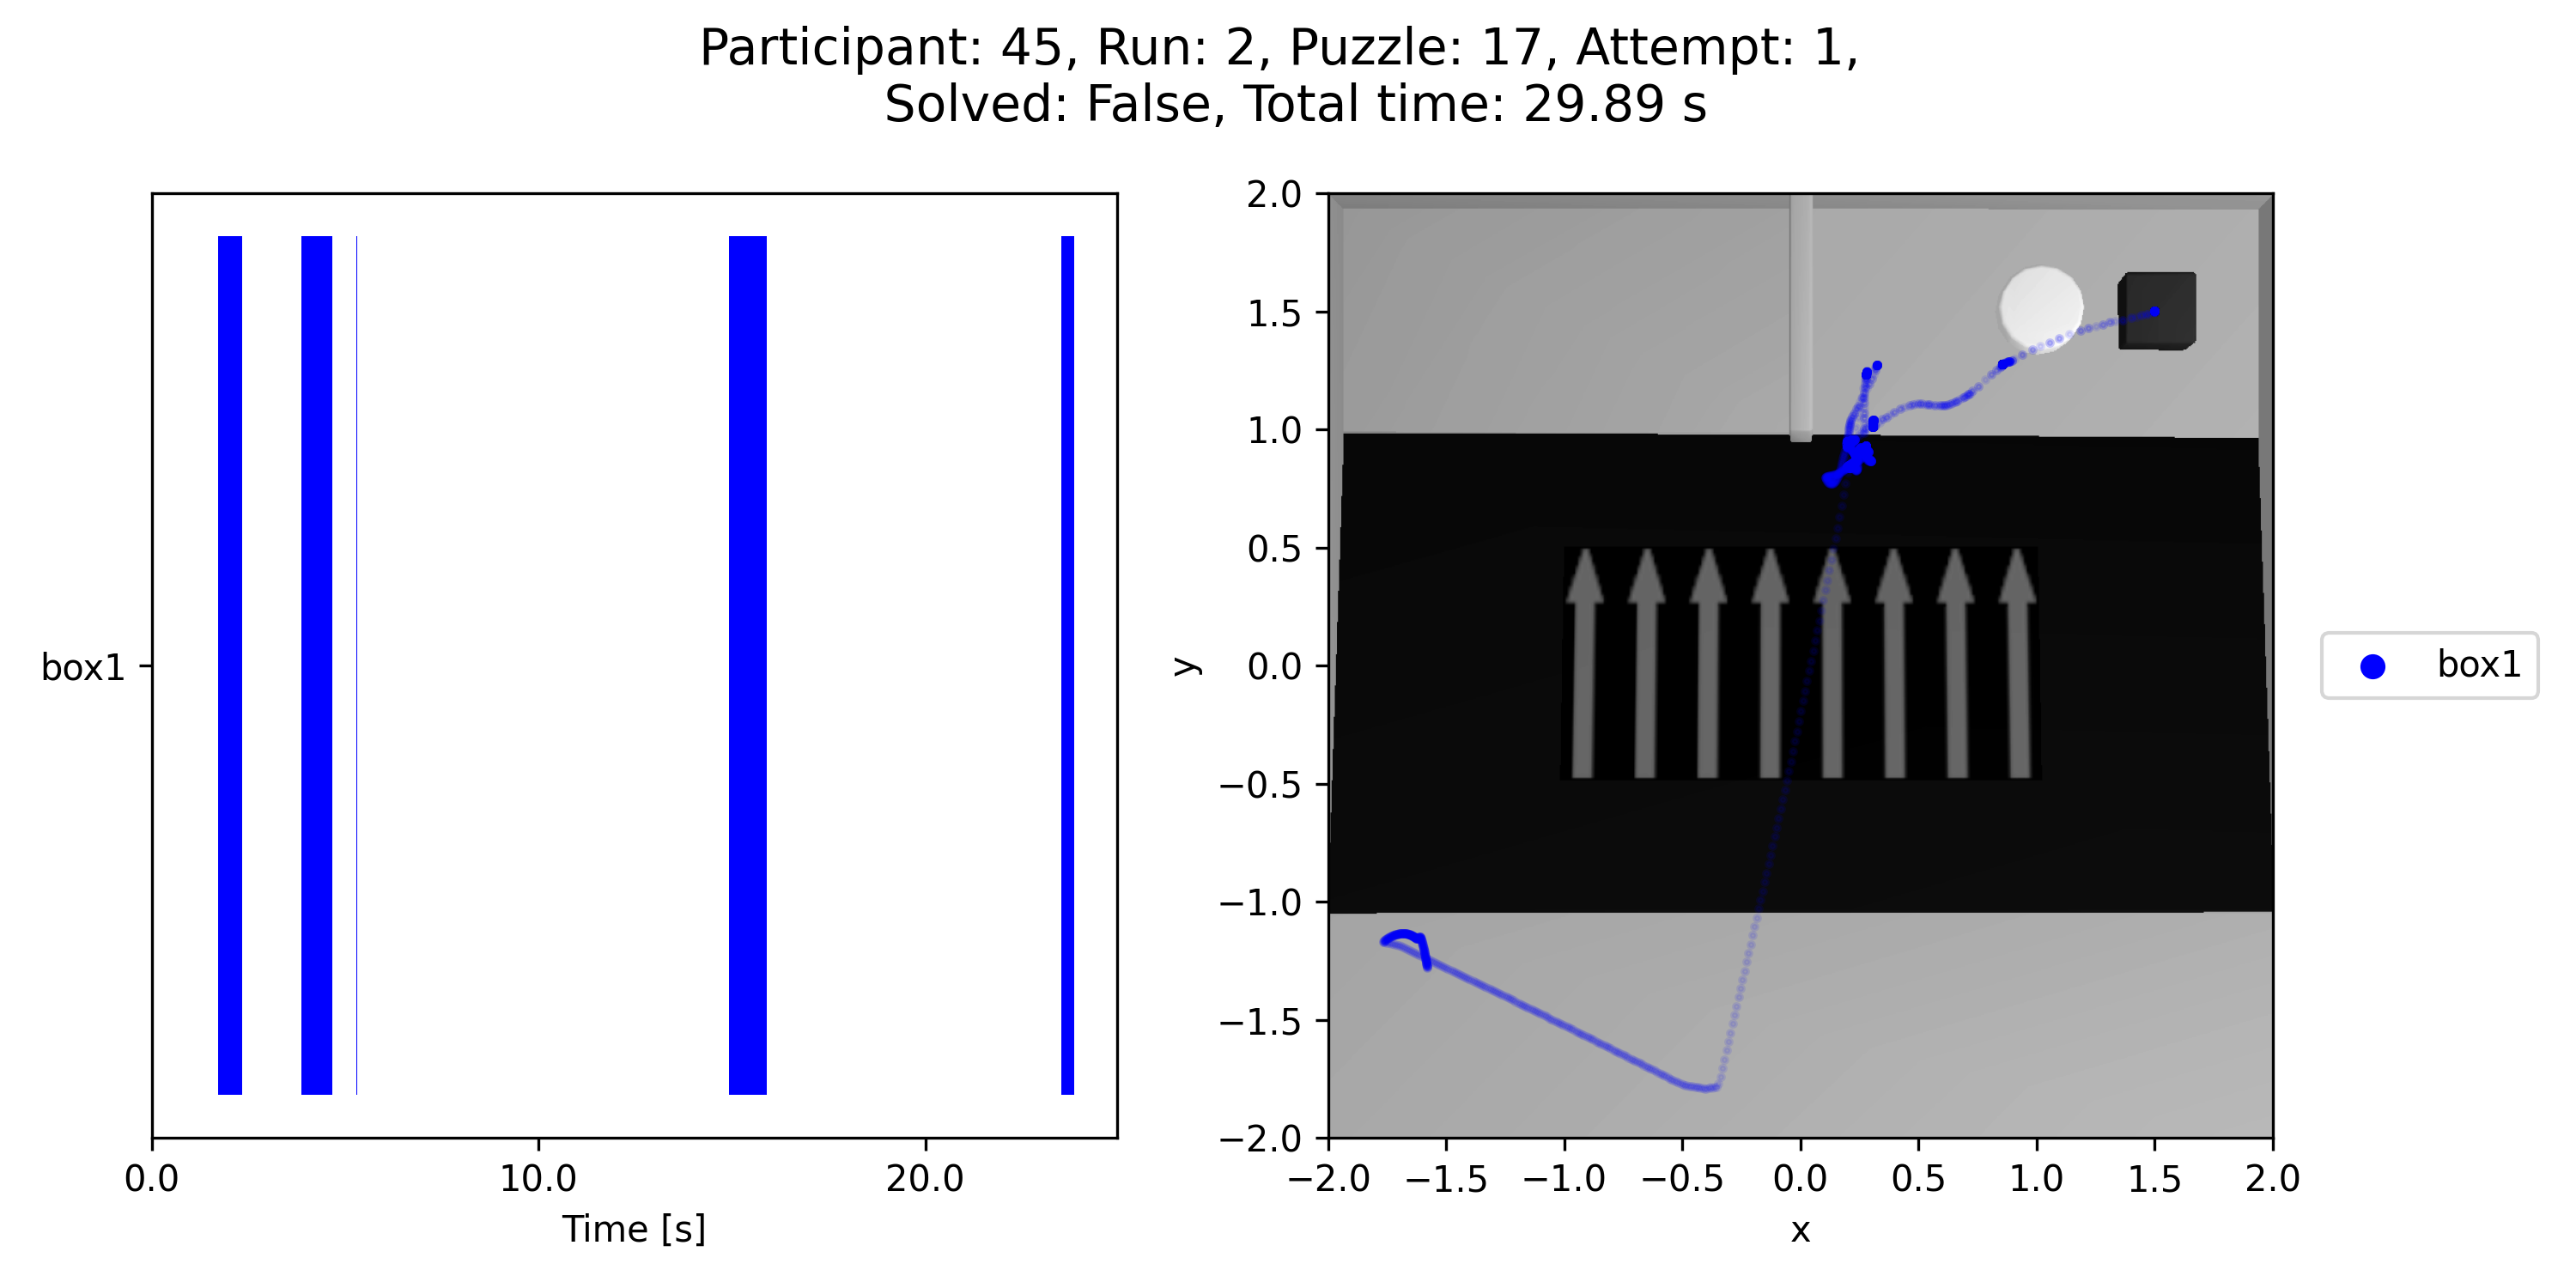 Participant: 45, Run: 2, Puzzle: 17, Attempt: 1,
Solved: False, Total time: 29.89 s
box1
0.0 10.0 20.0
Time [s]
2.0
1.5
1.0
0.5
0.0
−0.5
−1.0
−1.5
−2.0
y
−2.0 −1.5 −1.0 −0.5 0.0 0.5 1.0 1.5 2.0
x
box1